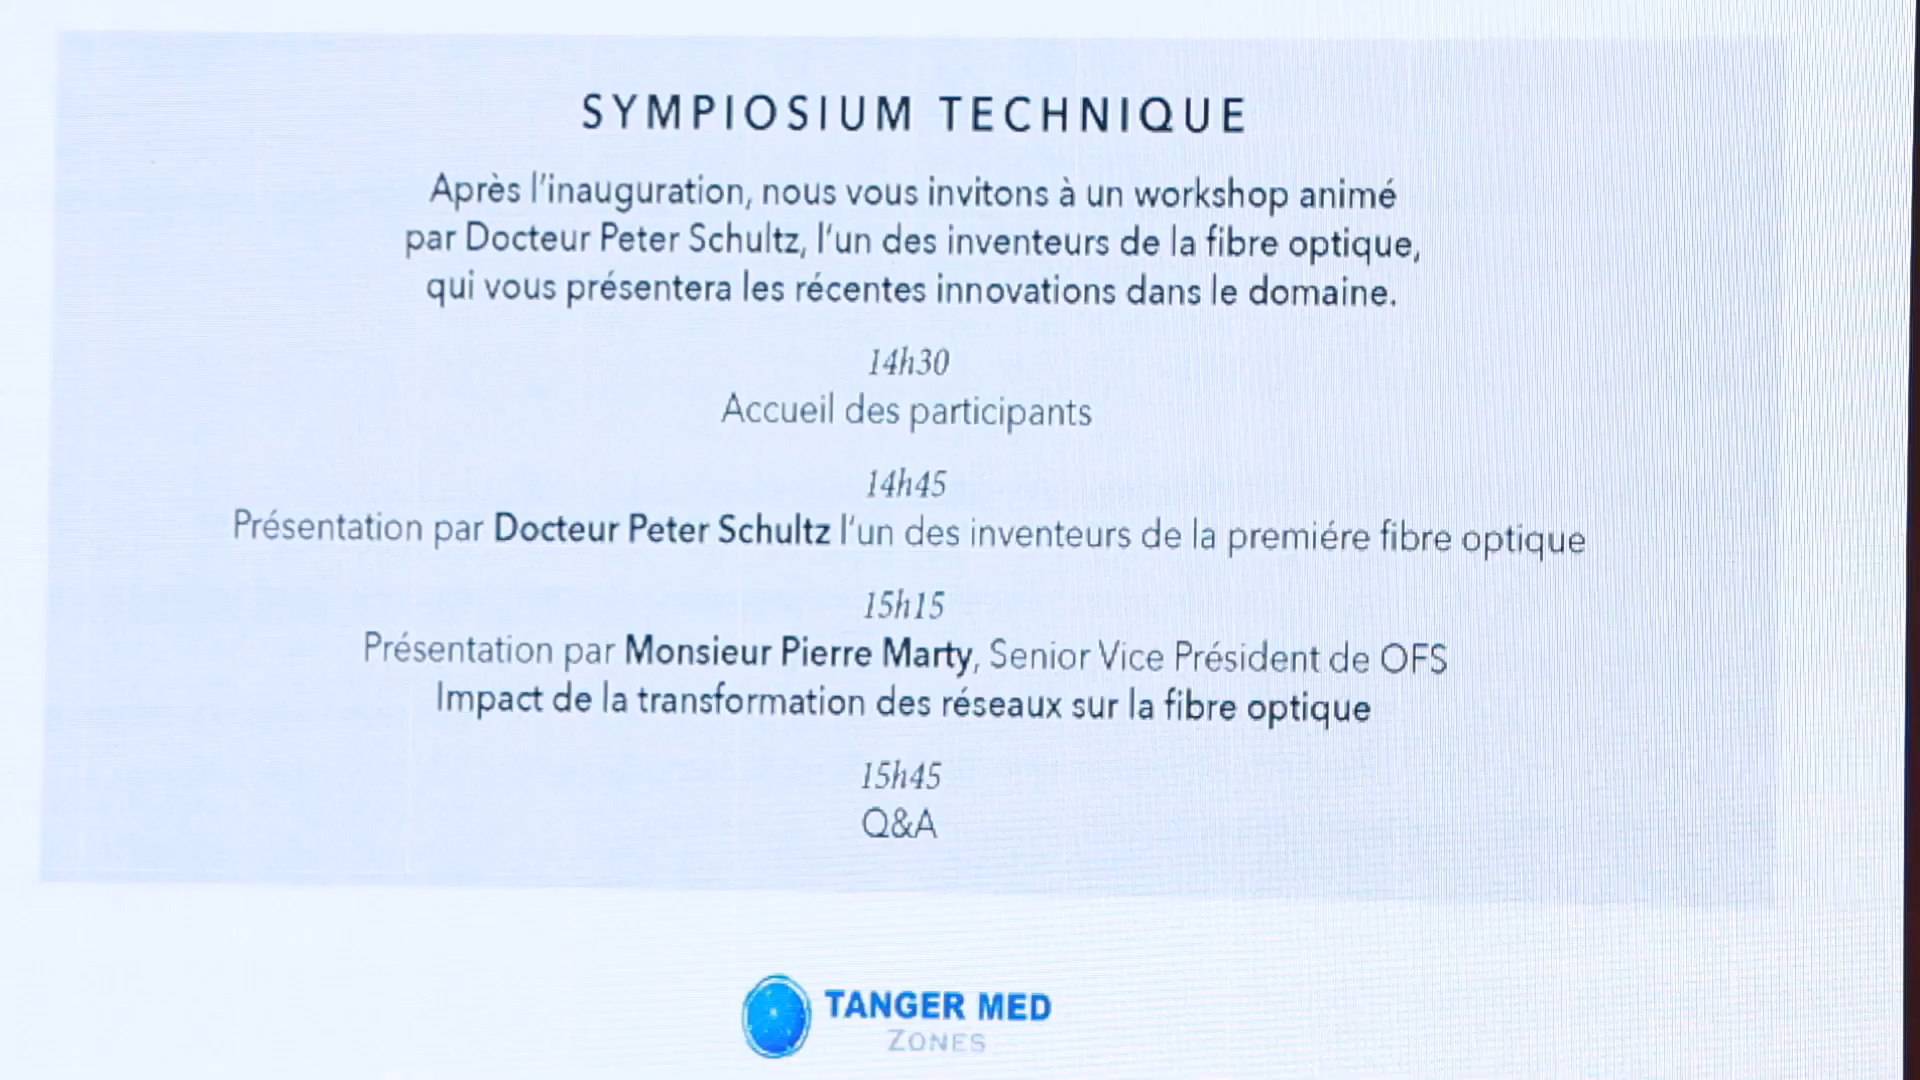 SYMPIOSIUM TECHNIQUE
Après l'inauguration, nous vous invitons à un workshop animé
par Docteur Peter Schultz, l'un des inventeurs de la fibre optique,
qui vous présentera les récentes innovations dans le domaine.
14h30
Accueil des participants
14h45
Présentation par Docteur Peter Schultz l'un des inventeurs de la premiére fibre optique
15h15
Présentation par Monsieur Pierre Marty, Senior Vice Président de OFS
Impact de la transformation des réseaux sur la fibre optique
15h45
Q&A
TANGER MED
ZONES